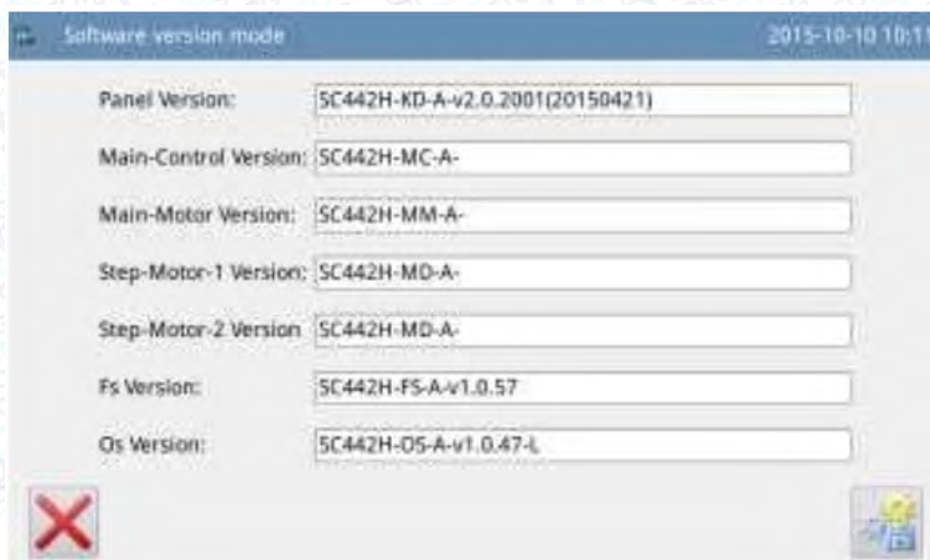 Software version mode 2015-10-10 10:11
Panel Version: SC442H-KD-A-v2.0.2001(20150421)
Main-Control Version: SC442H-MC-A-
Main-Motor Version: SC442H-MM-A-
Step-Motor-1 Version: SC442H-MD-A-
Step-Motor-2 Version SC442H-MD-A-
Fs Version: SC442H-FS-A-v1.0.57
Os Version: SC442H-OS-A-v1.0.47-L